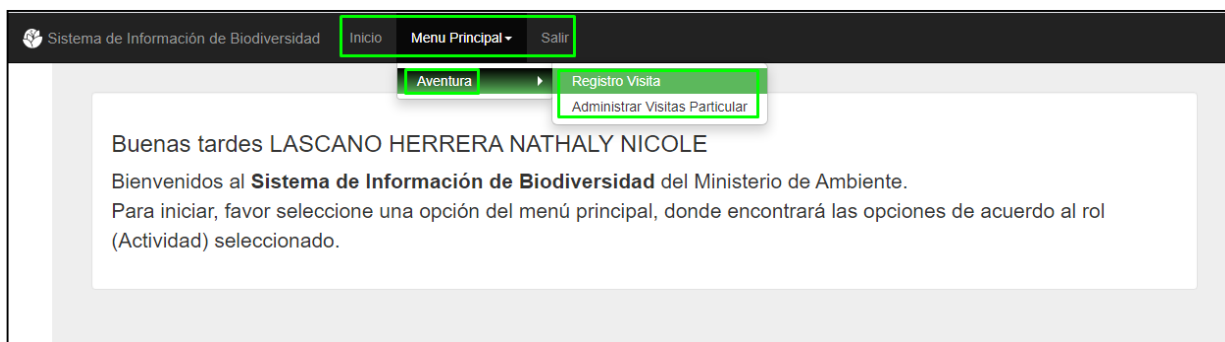 Sistema de Información de Biodiversidad Inicio Menu Principal Salir
Aventura Registro Visita
Administrar Visitas Particular
Buenas tardes LASCANO HERRERA NATHALY NICOLE
Bienvenidos al Sistema de Información de Biodiversidad del Ministerio de Ambiente.
Para iniciar, favor seleccione una opción del menú principal, donde encontrará las opciones de acuerdo al rol
(Actividad) seleccionado.